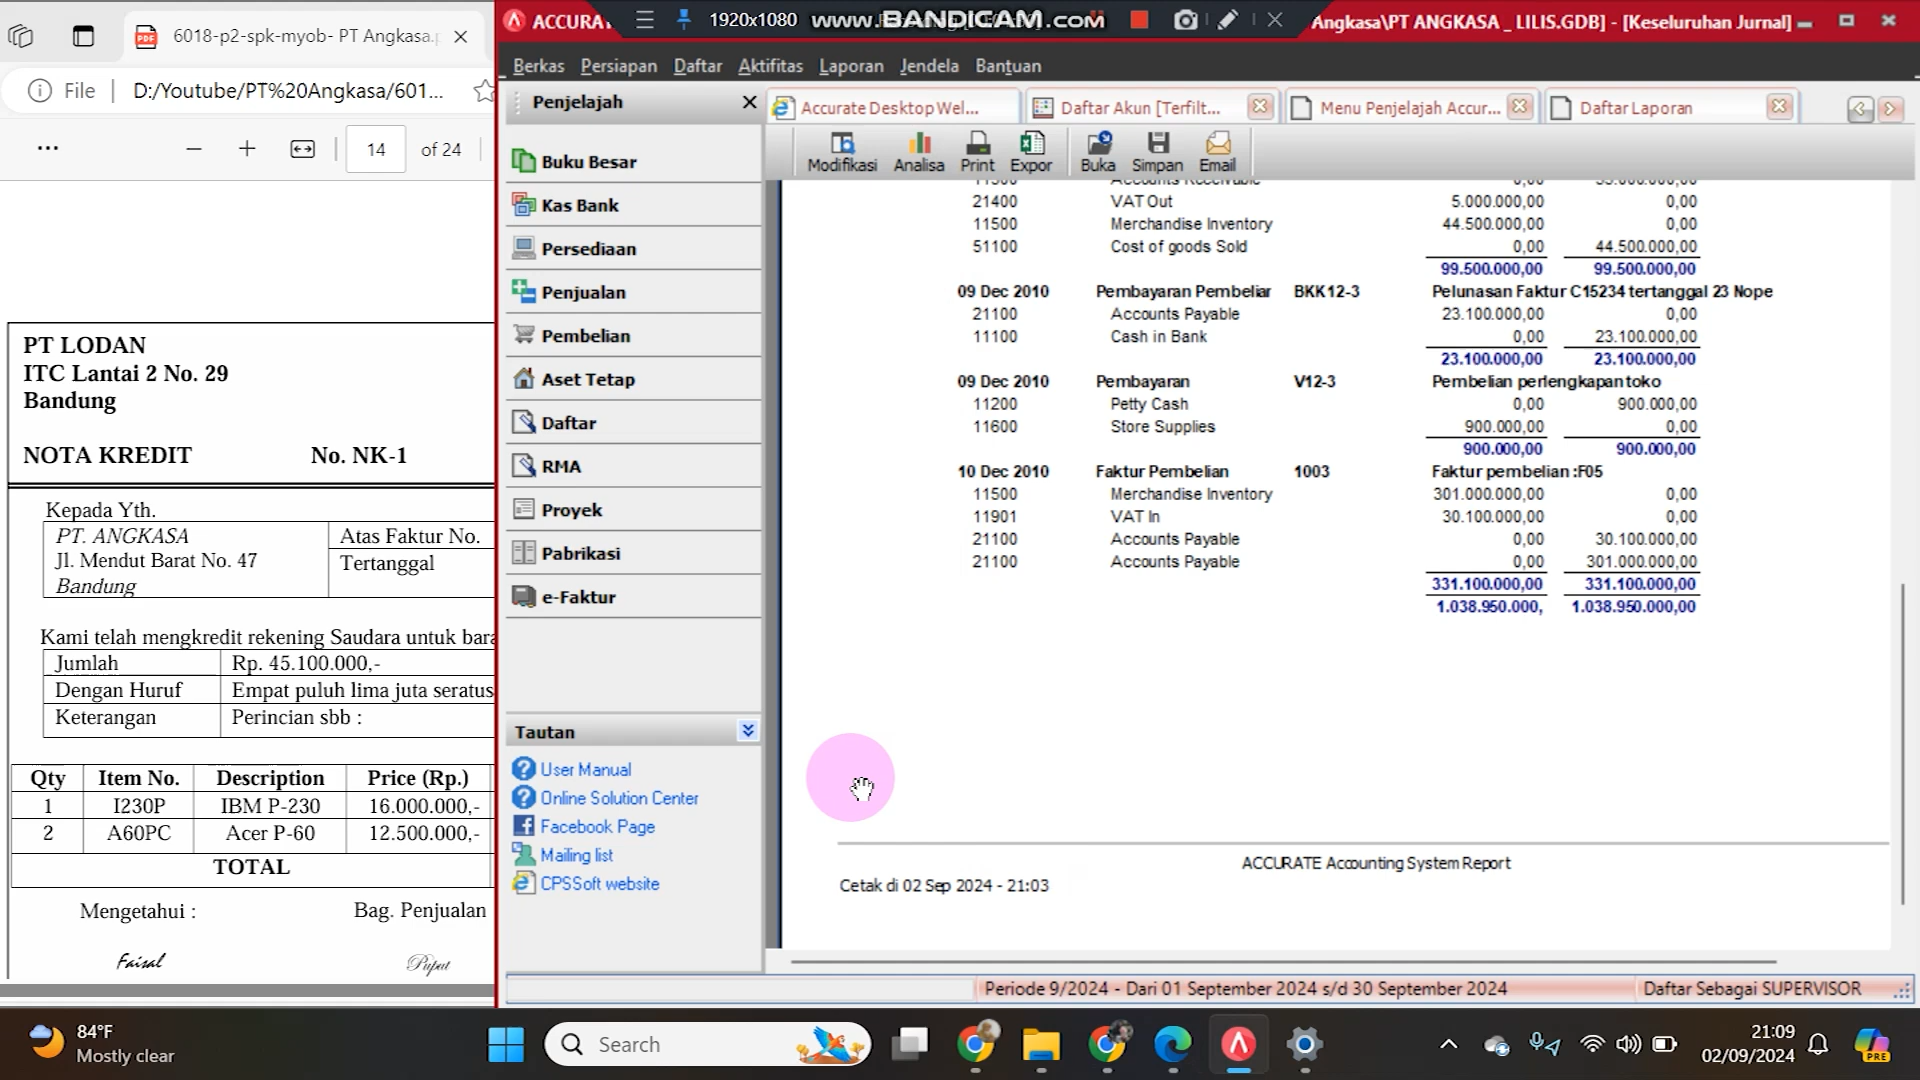 6018-p2-spk-myob- PT Angkasa.p
File D:/Youtube/PT%20Angkasa/601...
14 of 24
PT LODAN
ITC Lantai 2 No. 29
Bandung
NOTA KREDIT No. NK-1
Kepada Yth.
PT. ANGKASA Atas Faktur No.
Jl. Mendut Barat No. 47 Tertanggal
Bandung
Kami telah mengkredit rekening Saudara untuk bara
Jumlah Rp. 45.100.000,-
Dengan Huruf Empat puluh lima juta seratus
Keterangan Perincian sbb :
Qty Item No. Description Price (Rp.)
1 I230P IBM P-230 16.000.000,-
2 A60PC Acer P-60 12.500.000,-
TOTAL
Mengetahui : Bag. Penjualan
Faisal Pupat
ACCURAT 1920x1080 www.BANDICAM.com Angkasa\PT ANGKASA _ LILIS.GDB] - [Keseluruhan Jurnal]
Berkas Persiapan Daftar Aktifitas Laporan Jendela Bantuan
Penjelajah
Accurate Desktop Wel... Daftar Akun [Terfilt... Menu Penjelajah Accur... Daftar Laporan
Modifikasi Analisa Print Expor Buka Simpan Email
Buku Besar
Kas Bank
Persediaan
Penjualan
Pembelian
Aset Tetap
Daftar
RMA
Proyek
Pabrikasi
e-Faktur
Tautan
User Manual
Online Solution Center
Facebook Page
Mailing list
CPSSoft website
11300 Accounts Receivable 0,00 55.000.000,00
21400 VAT Out 5.000.000,00 0,00
11500 Merchandise Inventory 44.500.000,00 0,00
51100 Cost of goods Sold 0,00 44.500.000,00
99.500.000,00 99.500.000,00
09 Dec 2010 Pembayaran Pembeliar BKK12-3 Pelunasan Faktur C15234 tertanggal 23 Nope
21100 Accounts Payable 23.100.000,00 0,00
11100 Cash in Bank 0,00 23.100.000,00
23.100.000,00 23.100.000,00
09 Dec 2010 Pembayaran V12-3 Pembelian perlengkapan toko
11200 Petty Cash 0,00 900.000,00
11600 Store Supplies 900.000,00 0,00
900.000,00 900.000,00
10 Dec 2010 Faktur Pembelian 1003 Faktur pembelian :F05
11500 Merchandise Inventory 301.000.000,00 0,00
11901 VAT In 30.100.000,00 0,00
21100 Accounts Payable 0,00 30.100.000,00
21100 Accounts Payable 0,00 301.000.000,00
331.100.000,00 331.100.000,00
1.038.950.000, 1.038.950.000,00
ACCURATE Accounting System Report
Cetak di 02 Sep 2024 - 21:03
Periode 9/2024 - Dari 01 September 2024 s/d 30 September 2024 Daftar Sebagai SUPERVISOR
84°F
Mostly clear
Search
21:09
02/09/2024
PRE